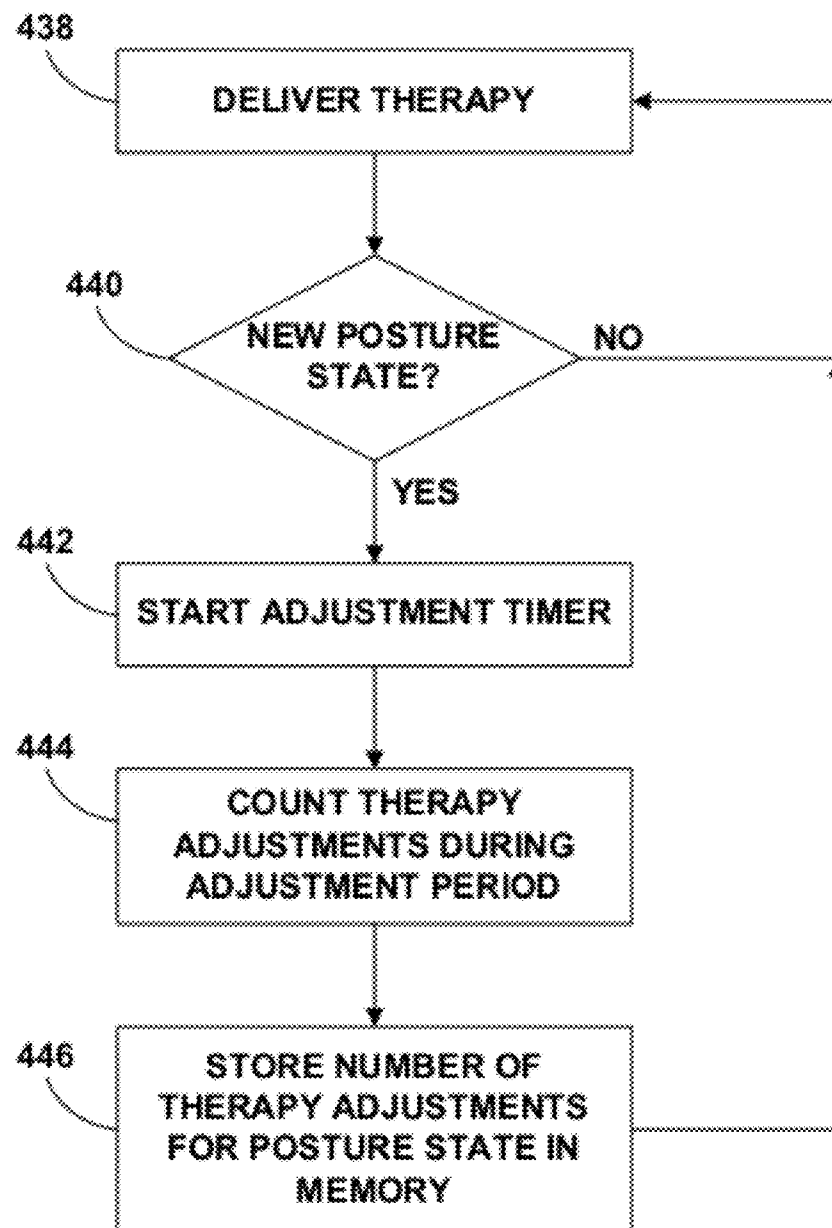 438
DELIVER THERAPY
440
NEW POSTURE
STATE?
NO
YES
442
START ADJUSTMENT TIMER
444
COUNT THERAPY
ADJUSTMENTS DURING
ADJUSTMENT PERIOD
446
STORE NUMBER OF
THERAPY ADJUSTMENTS
FOR POSTURE STATE IN
MEMORY